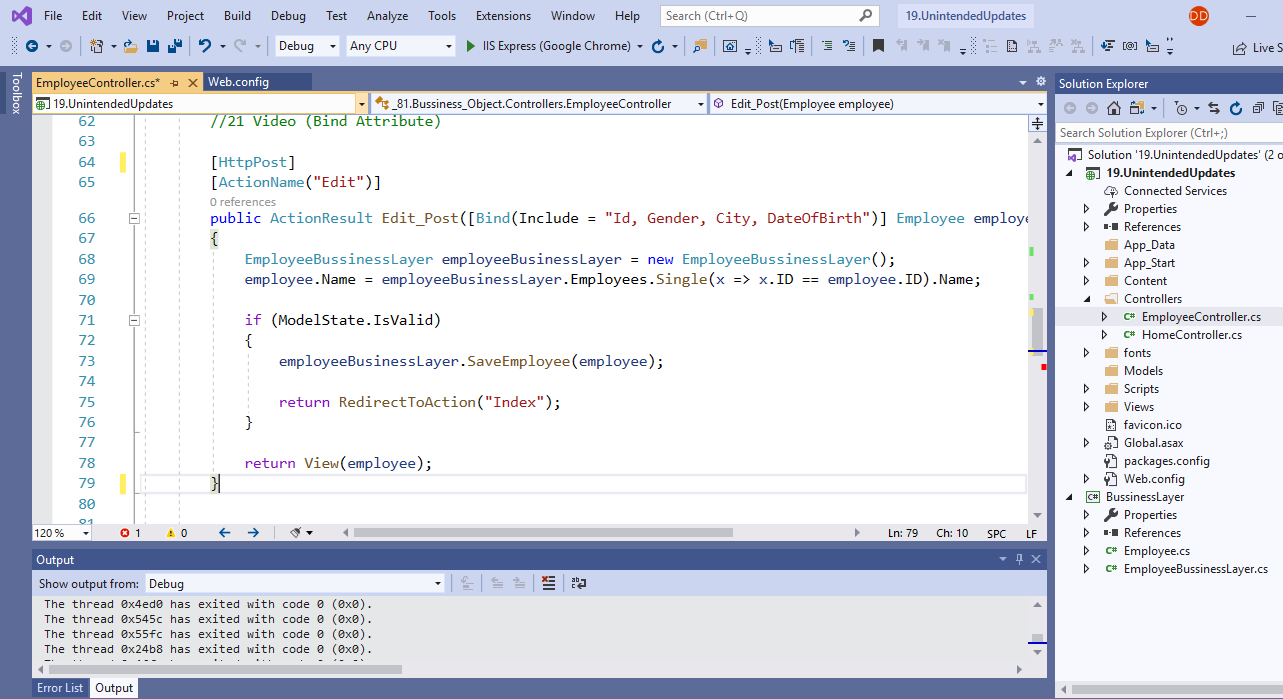 File Edit View Project Build Debug Test Analyze Tools Extensions Window Help Search (Ctrl+Q) 19.UnintendedUpdates DD
Debug Any CPU IIS Express (Google Chrome) Live S
Toolbox
EmployeeController.cs* Web.config
19.UnintendedUpdates _81.Bussiness_Object.Controllers.EmployeeController Edit_Post(Employee employee)
62 //21 Video (Bind Attribute)
63
64 [HttpPost]
65 [ActionName("Edit")]
0 references
66 public ActionResult Edit_Post([Bind(Include = "Id, Gender, City, DateOfBirth")] Employee employe
67 {
68 EmployeeBussinessLayer employeeBusinessLayer = new EmployeeBussinessLayer();
69 employee.Name = employeeBusinessLayer.Employees.Single(x => x.ID == employee.ID).Name;
70
71 if (ModelState.IsValid)
72 {
73 employeeBusinessLayer.SaveEmployee(employee);
74
75 return RedirectToAction("Index");
76 }
77
78 return View(employee);
79 }
80
81
120 % 1 0 Ln: 79 Ch: 10 SPC LF
Output
Show output from: Debug
The thread 0x4ed0 has exited with code 0 (0x0).
The thread 0x545c has exited with code 0 (0x0).
The thread 0x55fc has exited with code 0 (0x0).
The thread 0x24b8 has exited with code 0 (0x0).
Error List Output
Solution Explorer
Search Solution Explorer (Ctrl+;)
Solution '19.UnintendedUpdates' (2 o
19.UnintendedUpdates
Connected Services
Properties
References
App_Data
App_Start
Content
Controllers
C# EmployeeController.cs
C# HomeController.cs
fonts
Models
Scripts
Views
favicon.ico
Global.asax
packages.config
Web.config
C# BussinessLayer
Properties
References
C# Employee.cs
C# EmployeeBussinessLayer.cs